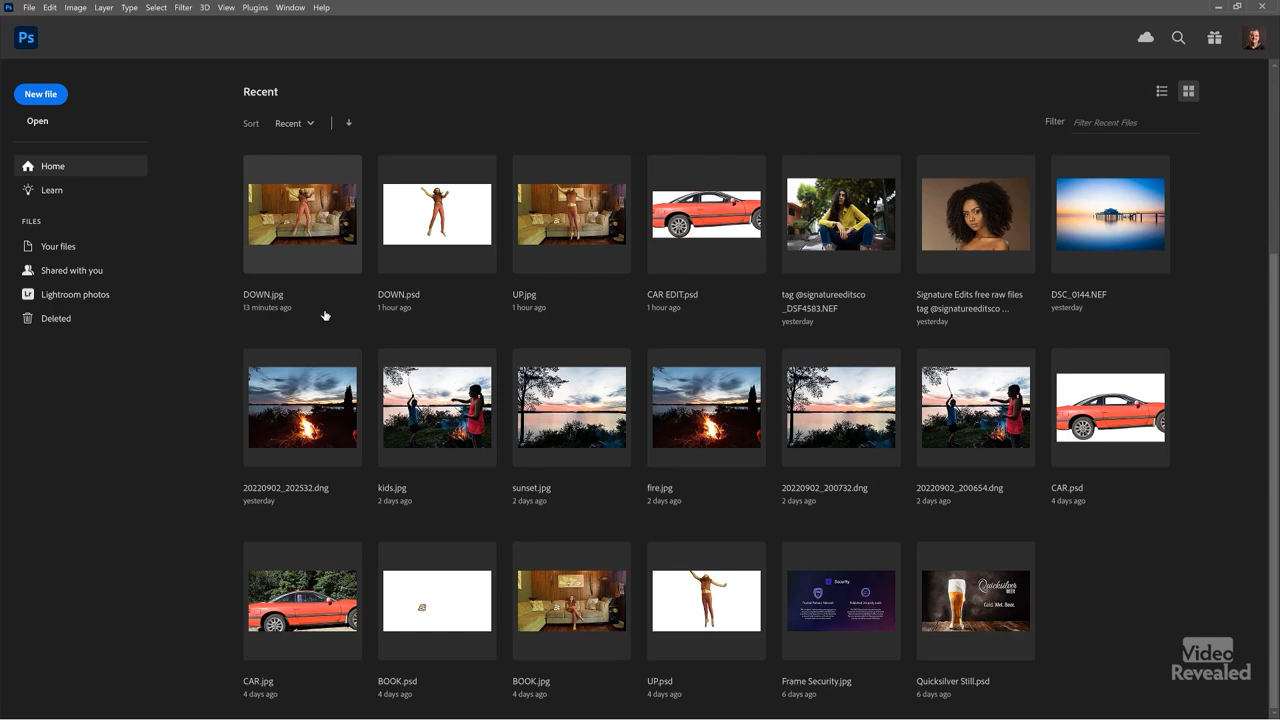 Ps File Edit Image Layer Type Select Filter 3D View Plugins Window Help
Ps
New file
Open
Home
Learn
FILES
Your files
Shared with you
Lr Lightroom photos
Deleted
Recent
Sort Recent
Filter Filter Recent Files
DOWN.jpg
13 minutes ago
DOWN.psd
1 hour ago
UP.jpg
1 hour ago
CAR EDIT.psd
1 hour ago
tag @signatureeditsco
_DSF4583.NEF
yesterday
Signature Edits free raw files
tag @signatureeditsco ...
yesterday
DSC_0144.NEF
yesterday
20220902_202532.dng
yesterday
kids.jpg
2 days ago
sunset.jpg
2 days ago
fire.jpg
2 days ago
20220902_200732.dng
2 days ago
20220902_200654.dng
2 days ago
CAR.psd
4 days ago
CAR.jpg
4 days ago
BOOK.psd
4 days ago
BOOK.jpg
4 days ago
UP.psd
4 days ago
Security
Frame Security.jpg
6 days ago
Quicksilver
BEER
Cold. Wet. Beer.
Quicksilver Still.psd
6 days ago
Video
Revealed